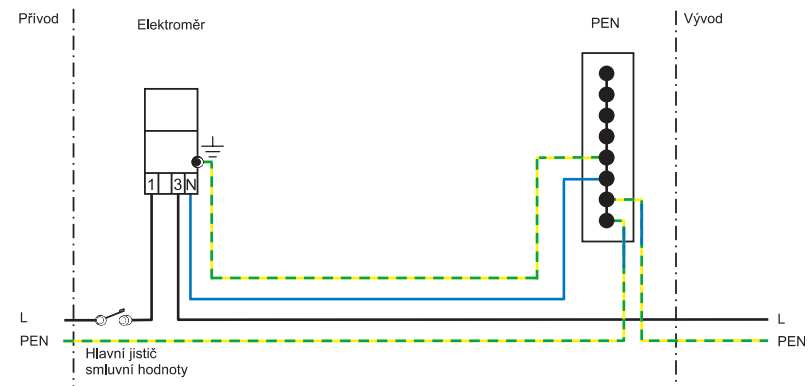 Přívod
Elektroměr
PEN
Vývod
1 3 N
L
L
PEN
PEN
Hlavní jistič
smluvní hodnoty